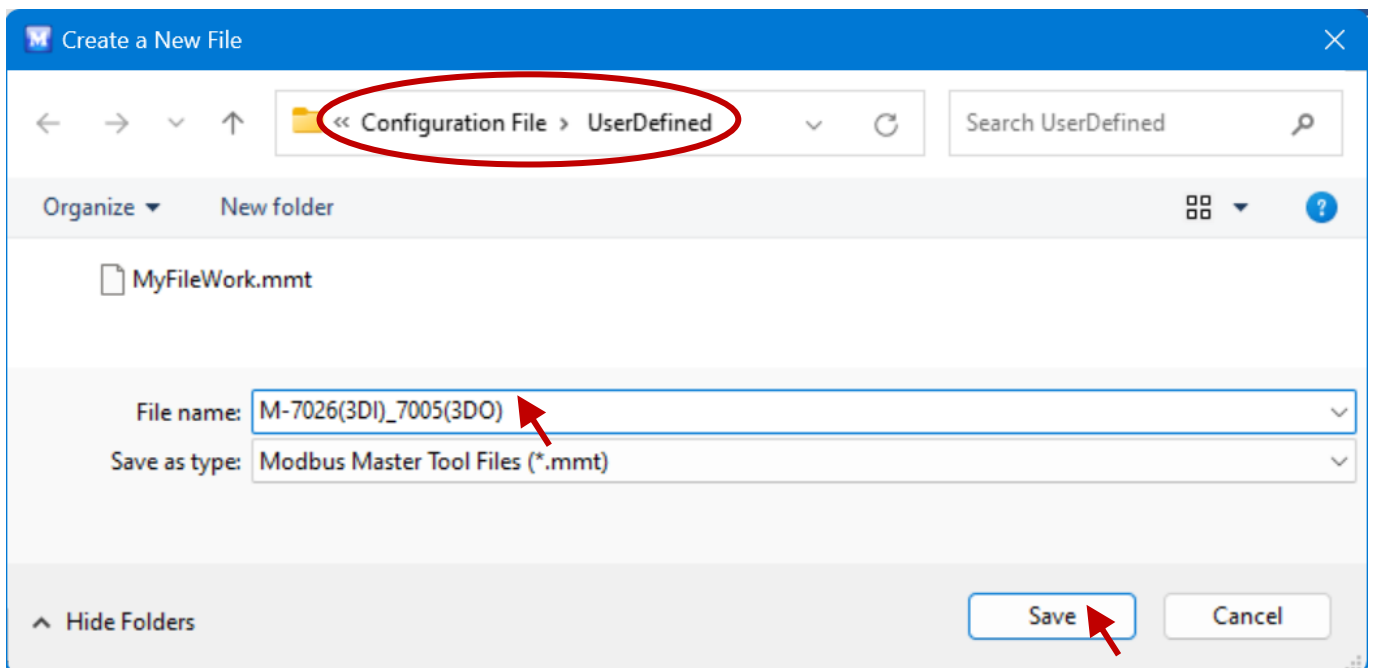 M Create a New File
« Configuration File > UserDefined
Search UserDefined
Organize
New folder
?
MyFileWork.mmt
File name: M-7026(3DI)_7005(3DO)
Save as type: Modbus Master Tool Files (*.mmt)
Hide Folders
Save
Cancel